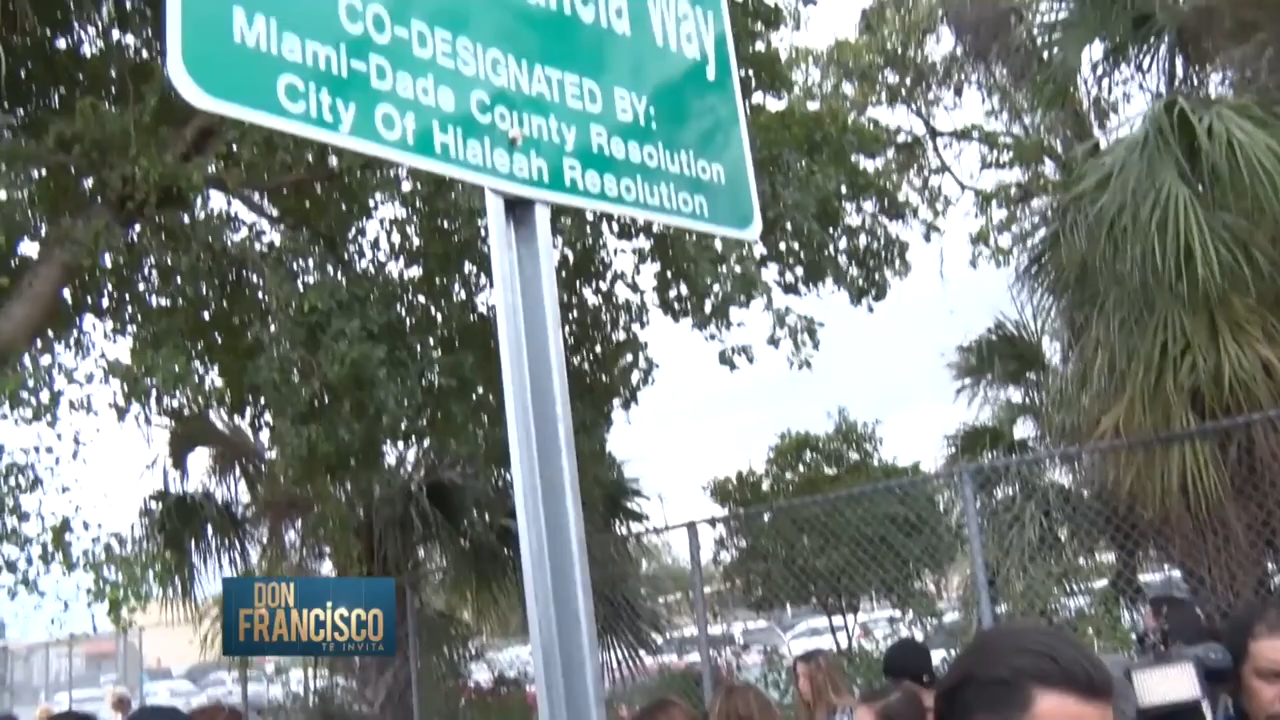 Way
CO-DESIGNATED BY:
Miami-Dade County Resolution
City Of Hialeah Resolution
DON
FRANCISCO
TE INVITA